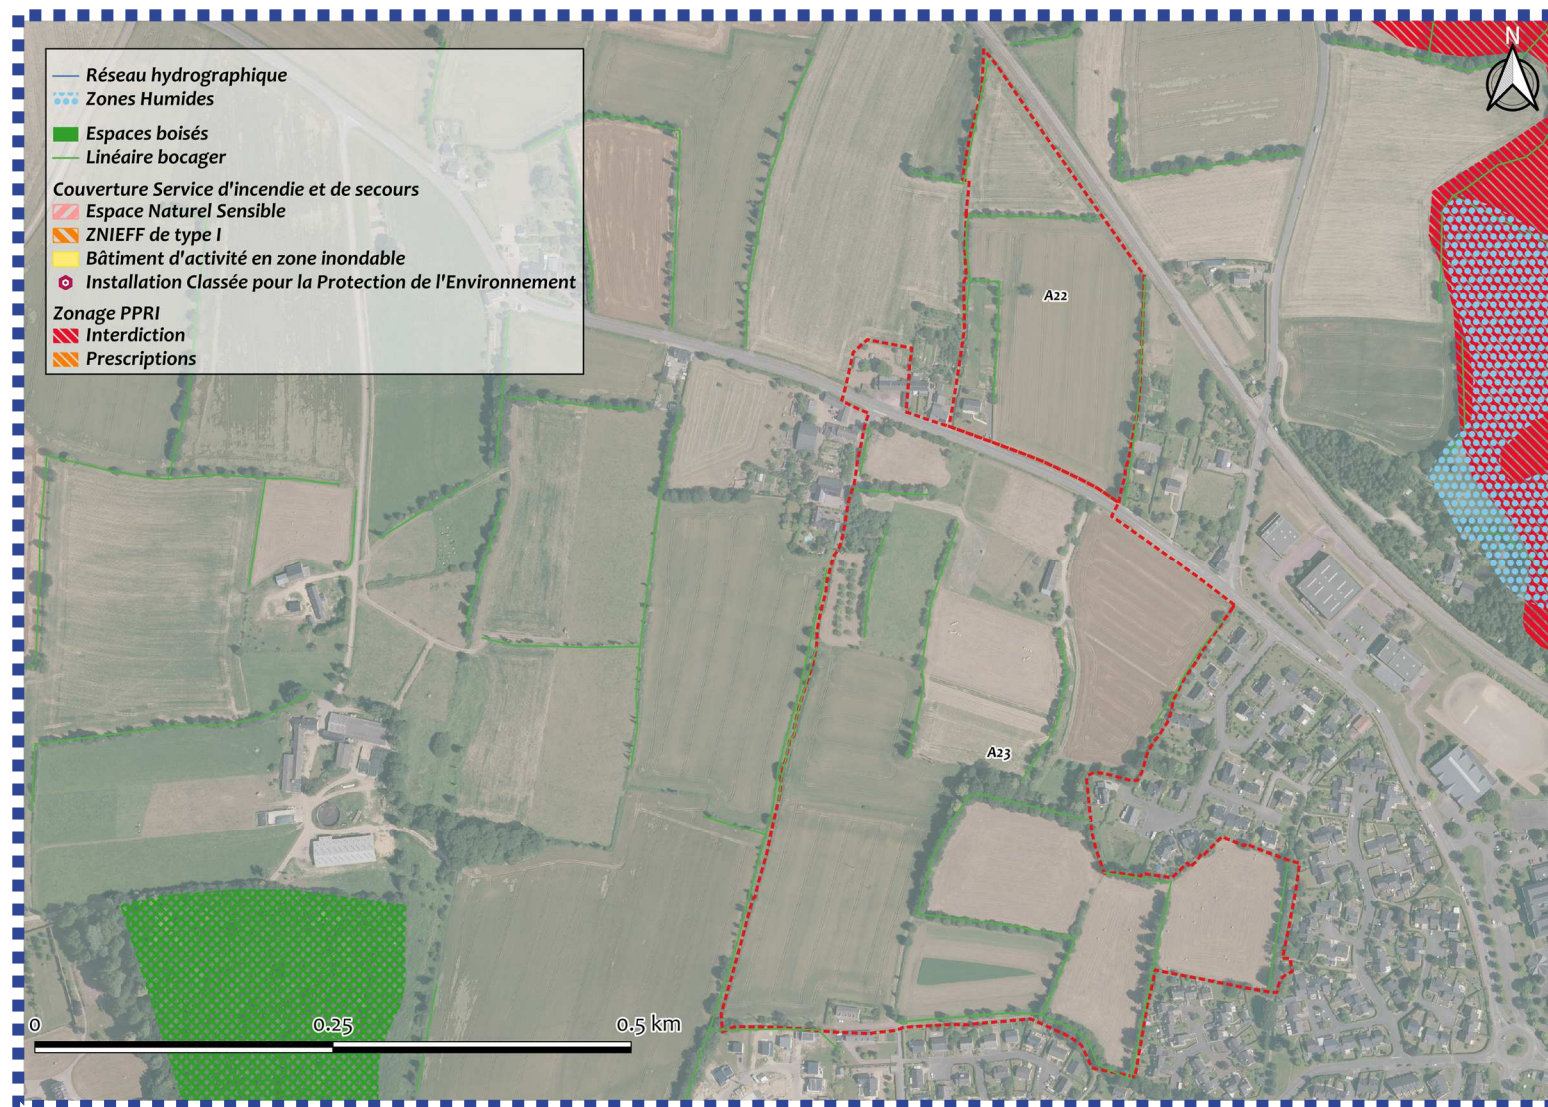 N
Réseau hydrographique
Zones Humides
Espaces boisés
Linéaire bocager
Couverture Service d'incendie et de secours
Espace Naturel Sensible
ZNIEFF de type I
Bâtiment d'activité en zone inondable
Installation Classée pour la Protection de l'Environnement
Zonage PPRI
Interdiction
Prescriptions
A22
A23
0 0.25 0.5 km